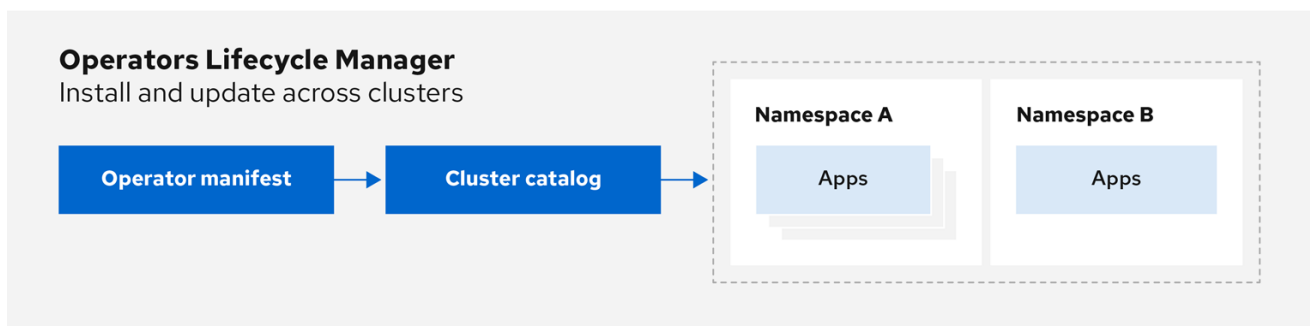 Operators Lifecycle Manager
Install and update across clusters
Operator manifest
Cluster catalog
Namespace A
Apps
Namespace B
Apps